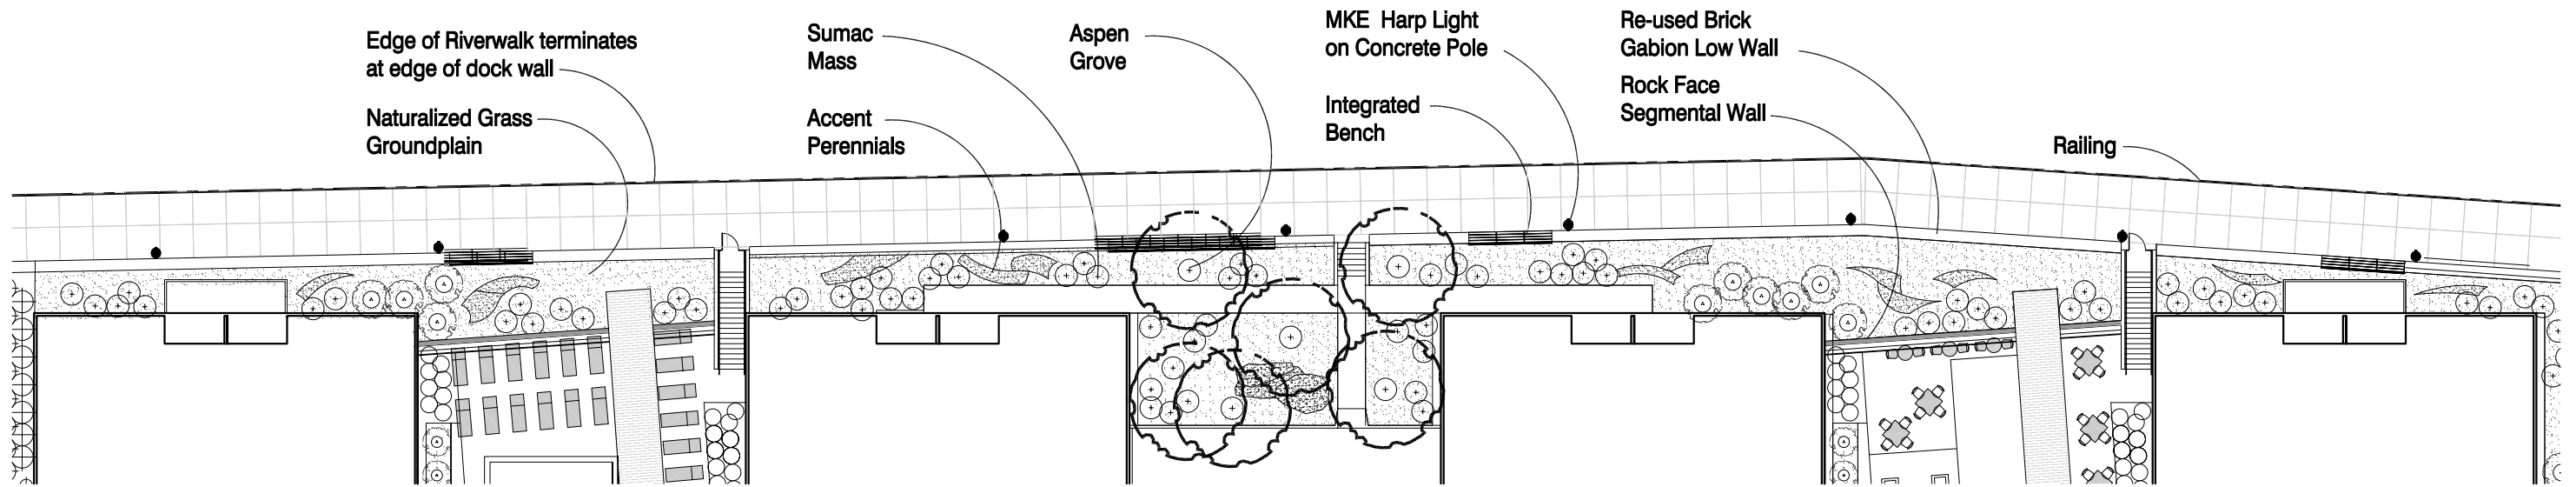 Edge of Riverwalk terminates
at edge of dock wall
Naturalized Grass
Groundplain
Sumac
Mass
Accent
Perennials
Aspen
Grove
MKE Harp Light
on Concrete Pole
Integrated
Bench
Re-used Brick
Gabion Low Wall
Rock Face
Segmental Wall
Railing